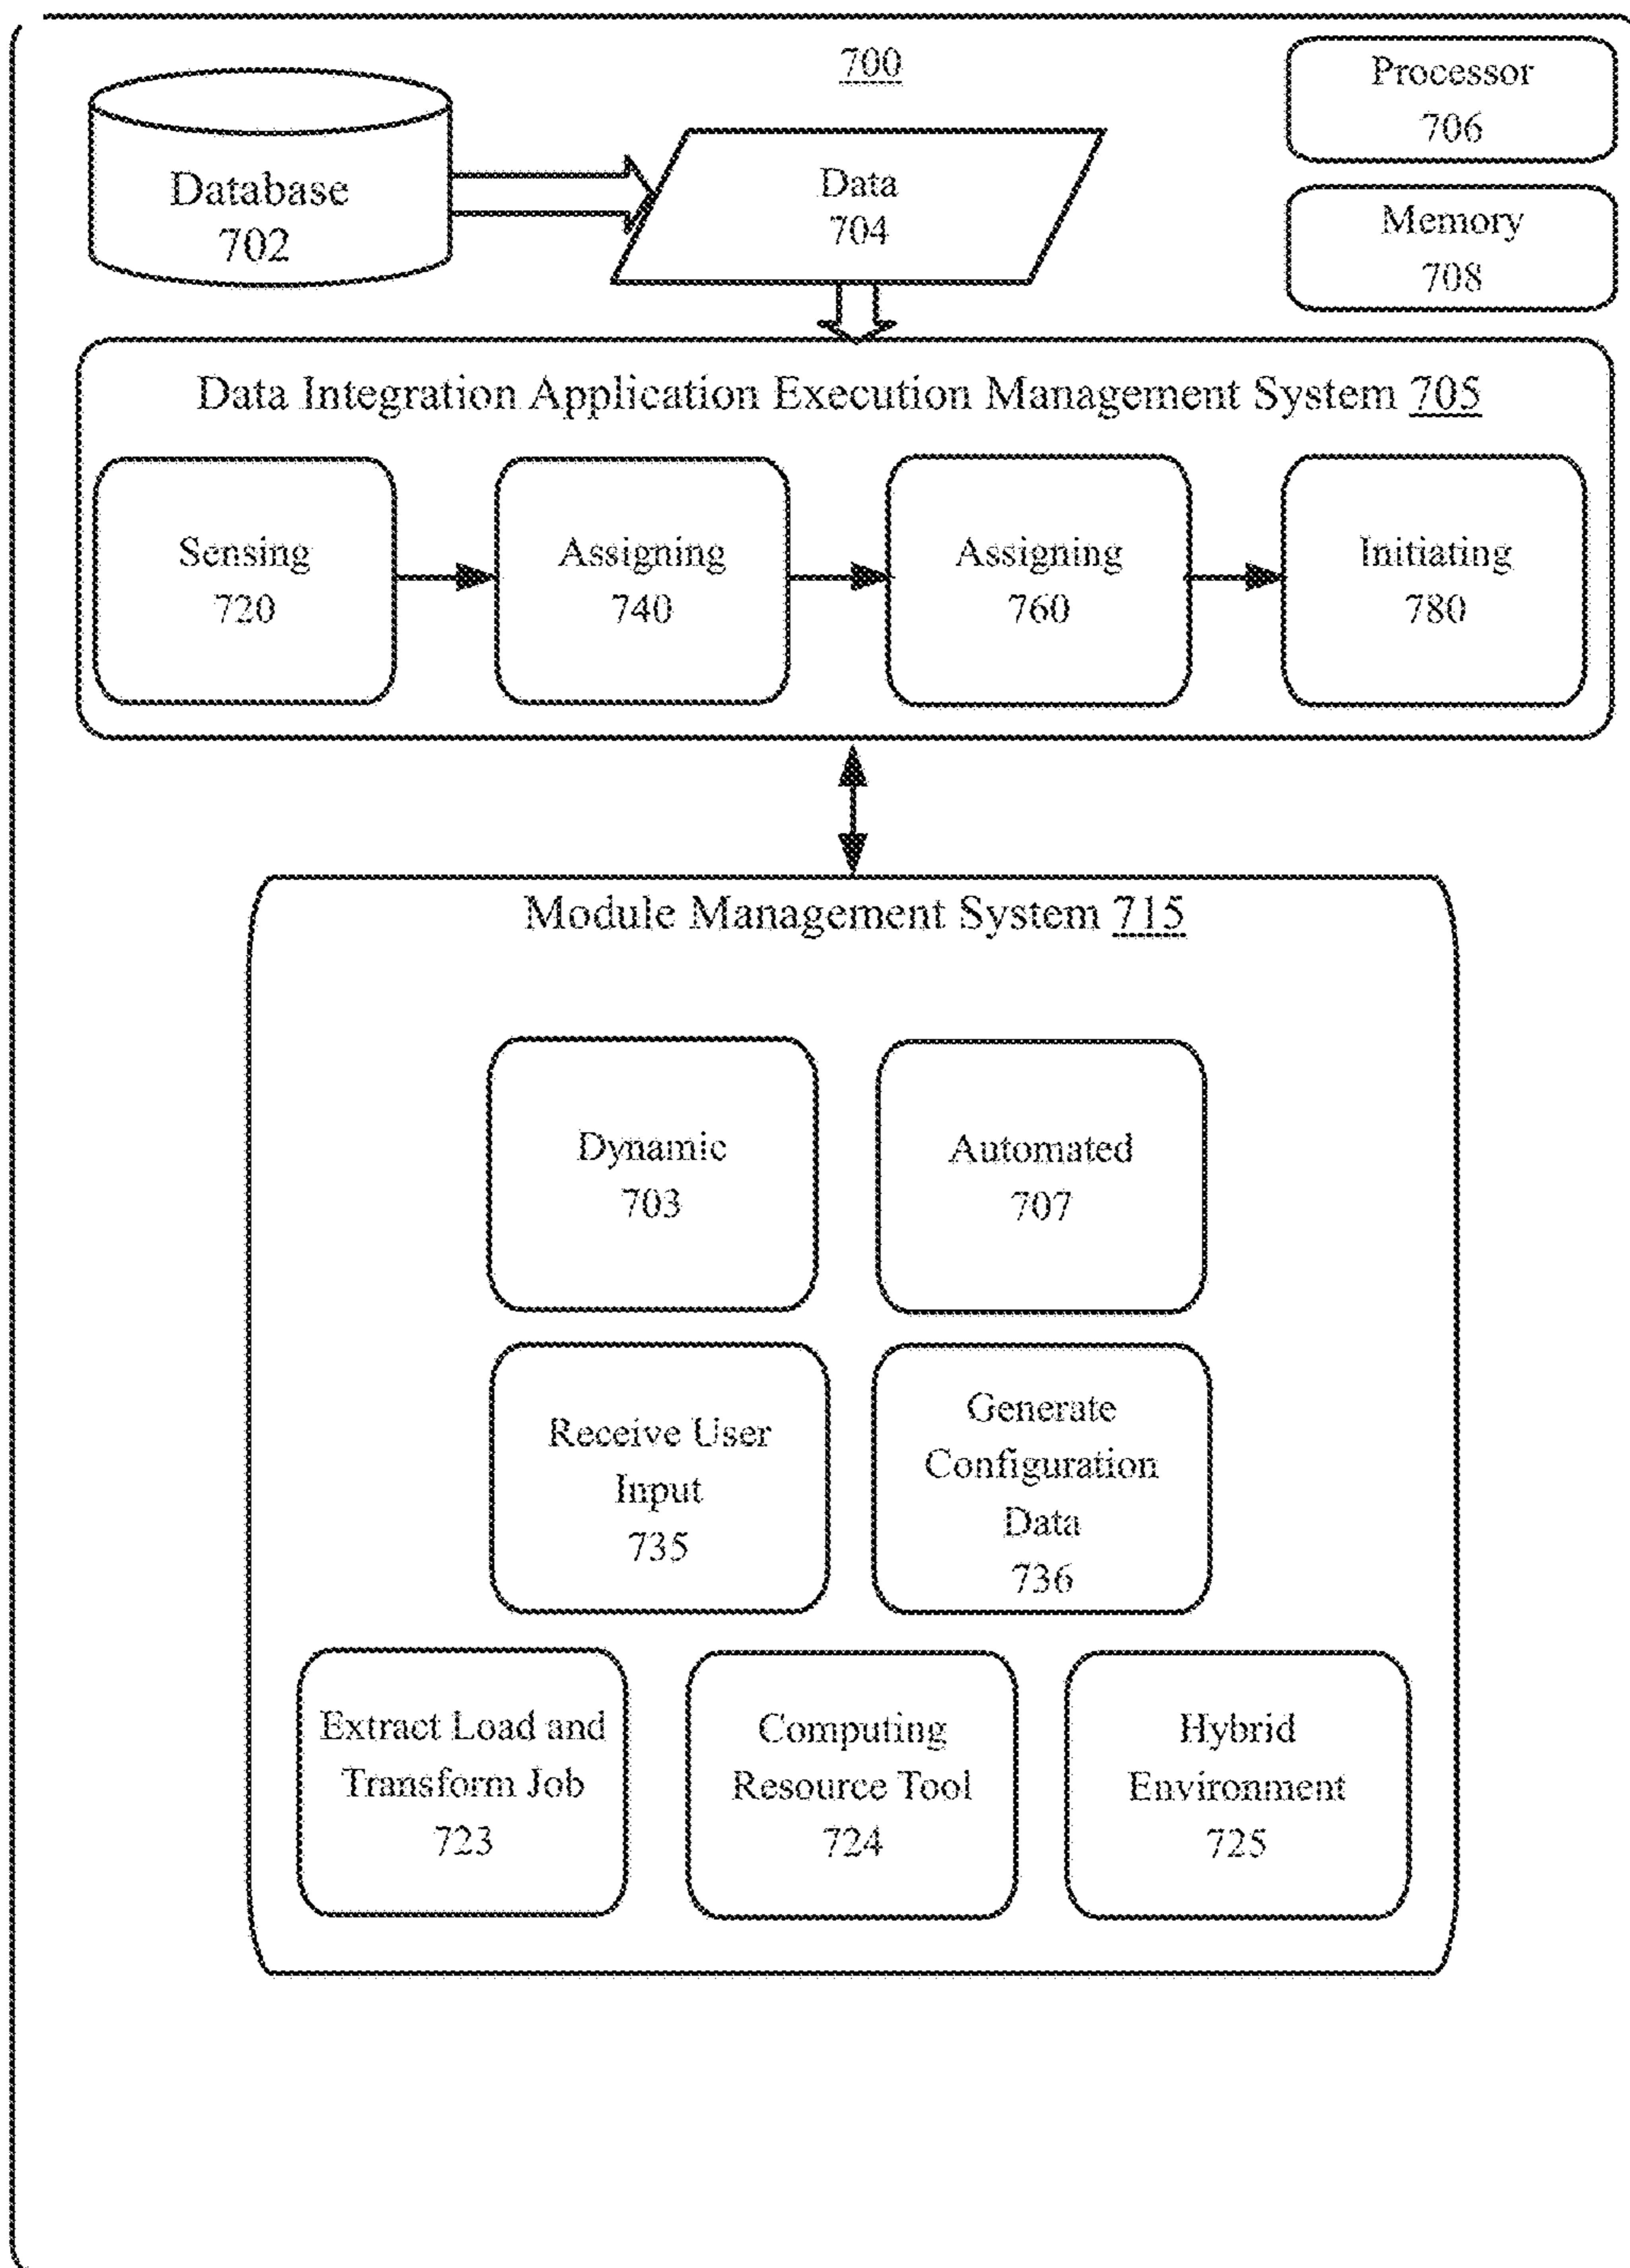 700
Processor
706
Database
702
Data
704
Memory
708
Data Integration Application Execution Management System 705
Sensing
720
Assigning
740
Assigning
760
Initiating
780
Module Management System 715
Dynamic
703
Automated
707
Receive User
Input
735
Generate
Configuration
Data
736
Extract Load and
Transform Job
723
Computing
Resource Tool
724
Hybrid
Environment
725